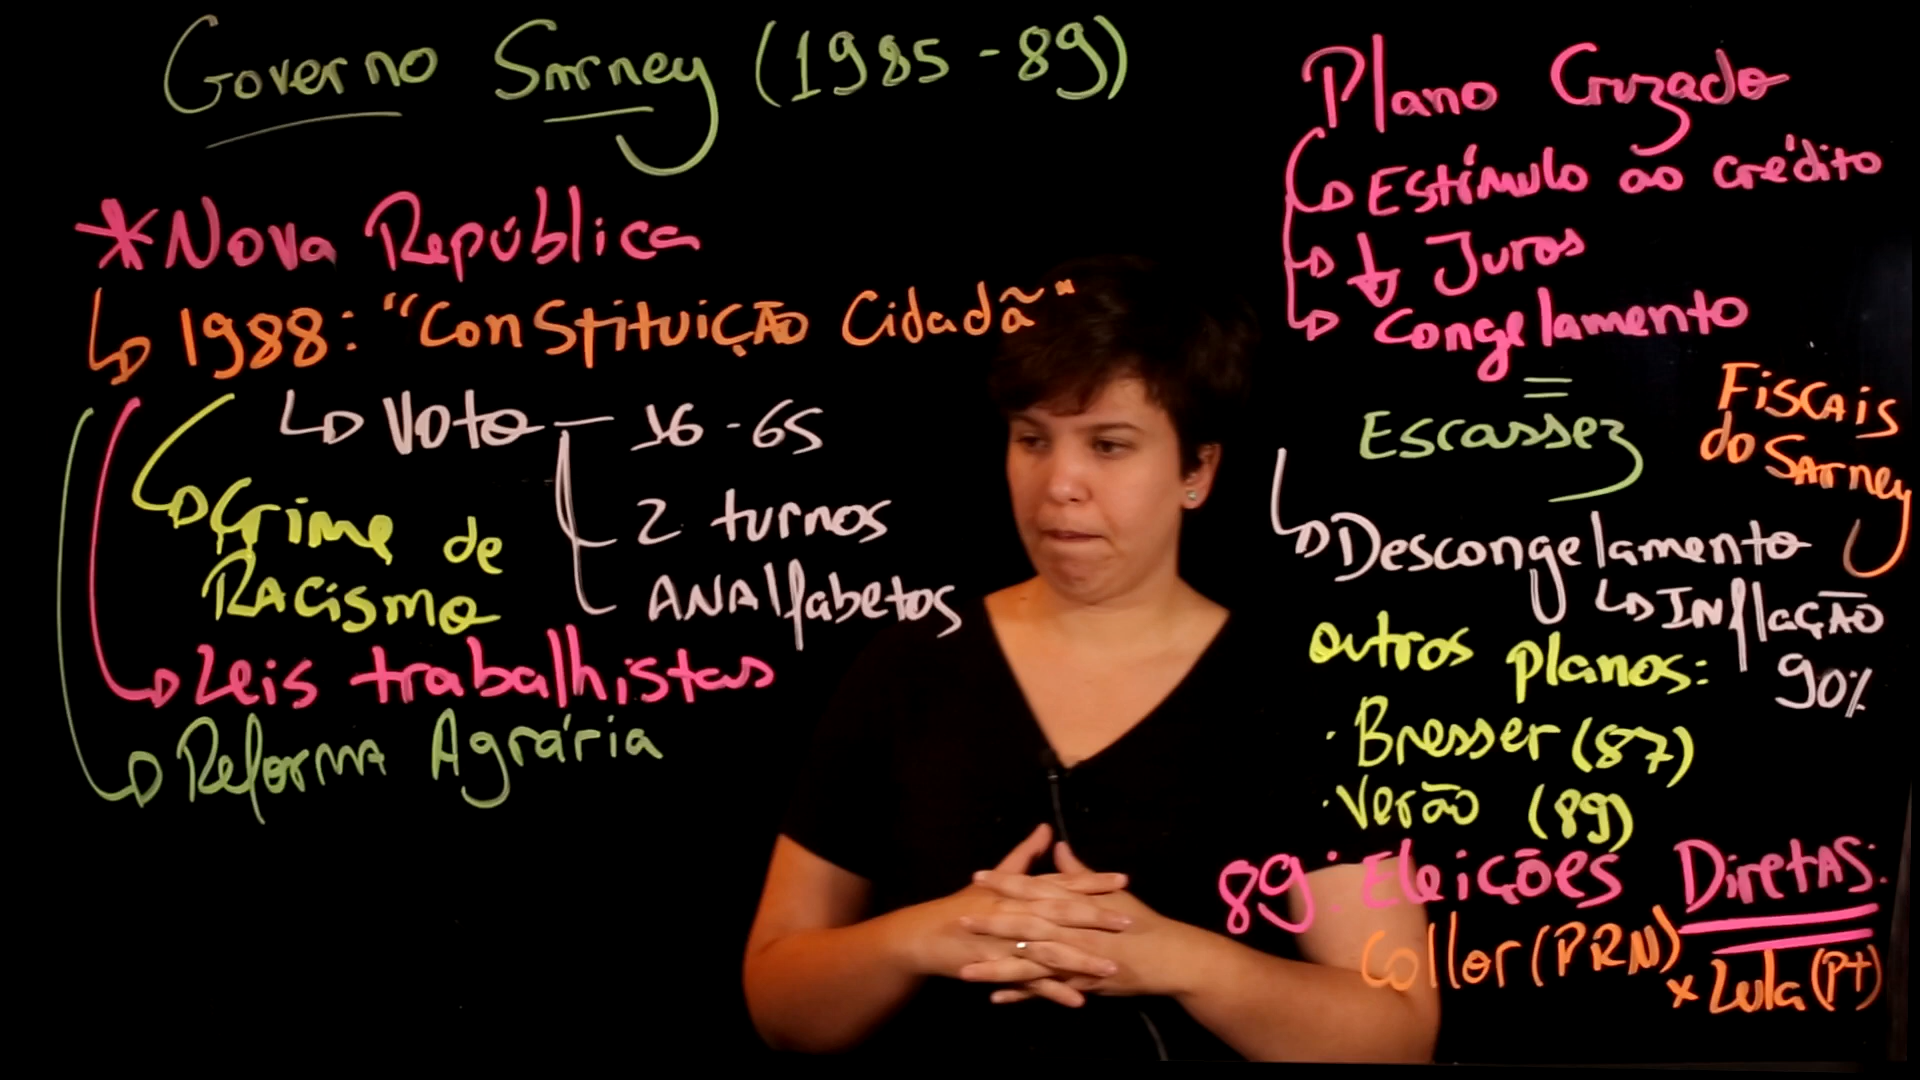 Governo Sarney (1985-89)
*Nova República
1988: "Constituição Cidadã"
Voto - 16-65
2 turnos
Analfabetos
Crime de
Racismo
Leis trabalhistas
Reforma Agrária
Plano Cruzado
Estímulo ao crédito
↓ Juros
Congelamento
=
Escassez
Fiscais
do Sarney
Descongelamento
Inflação
90%
outros planos:
· Bresser (87)
· Verão (89)
89: Eleições Diretas:
Collor (PRN)
x Lula (PT)